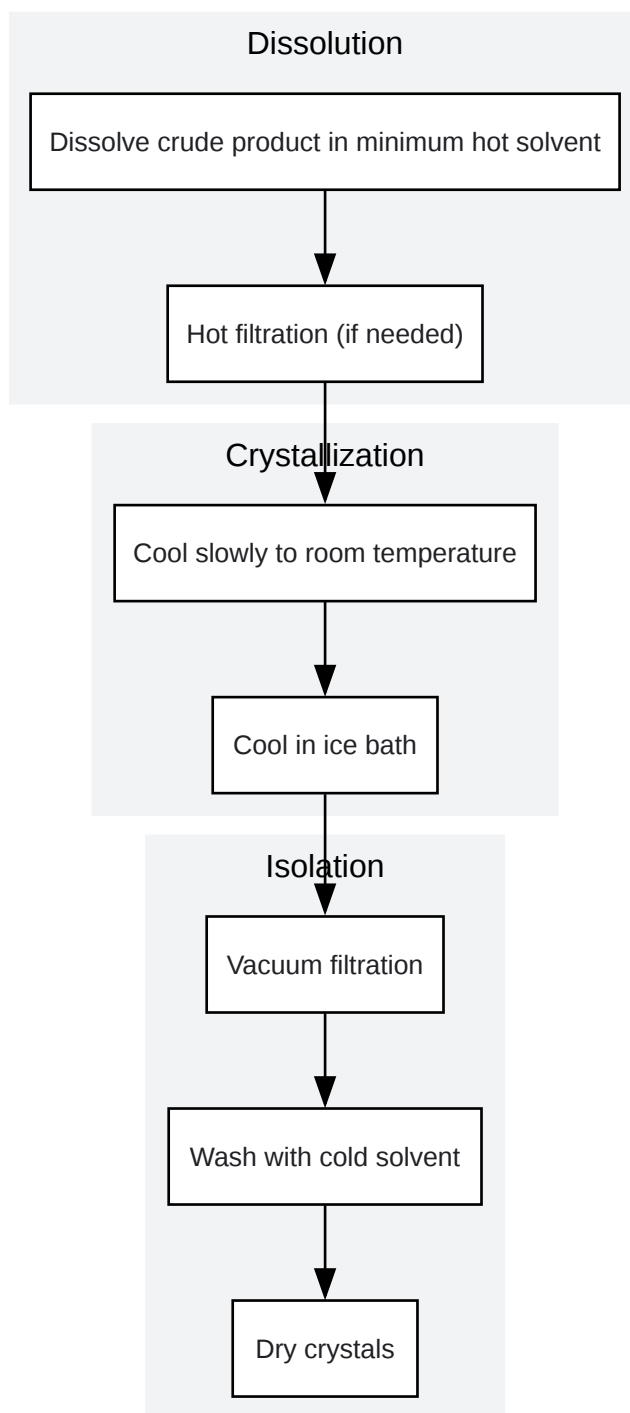 Dissolution
Dissolve crude product in minimum hot solvent
Hot filtration (if needed)
Crystallization
Cool slowly to room temperature
Cool in ice bath
Isolation
Vacuum filtration
Wash with cold solvent
Dry crystals